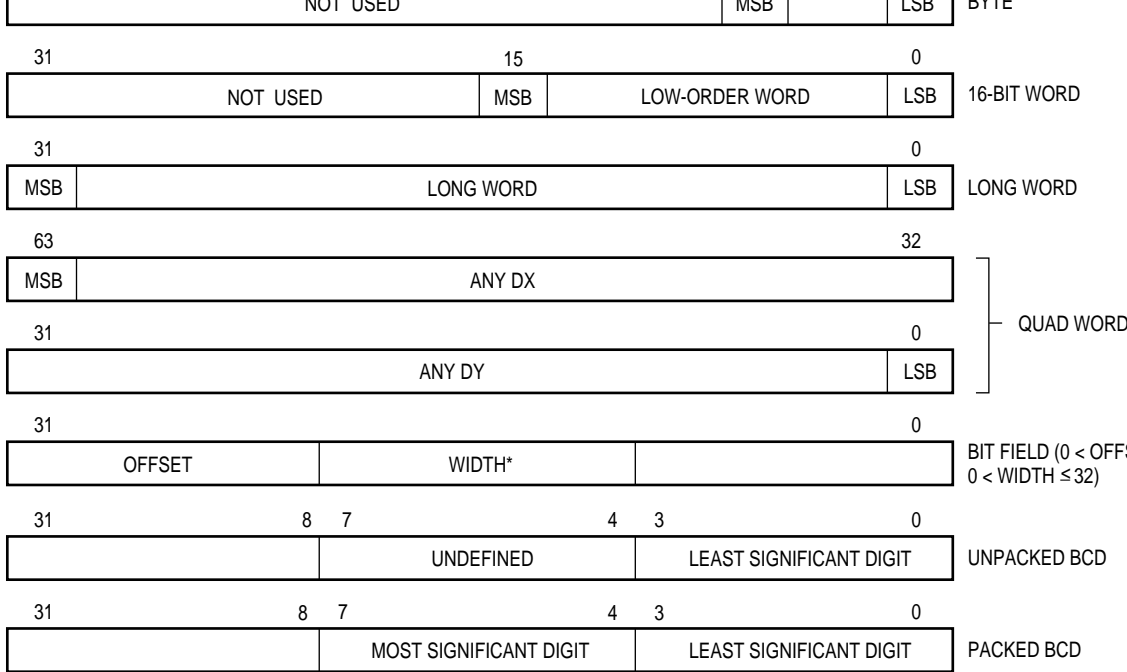 NOT USED MSB LSB BYTE
31 15 0
NOT USED MSB LOW-ORDER WORD LSB 16-BIT WORD
31 0
MSB LONG WORD LSB LONG WORD
63 32
MSB ANY DX
QUAD WORD
31 0
ANY DY LSB
31 0
OFFSET WIDTH* BIT FIELD (0 < OFFS
0 < WIDTH ≤ 32)
31 8 7 4 3 0
UNDEFINED LEAST SIGNIFICANT DIGIT UNPACKED BCD
31 8 7 4 3 0
MOST SIGNIFICANT DIGIT LEAST SIGNIFICANT DIGIT PACKED BCD